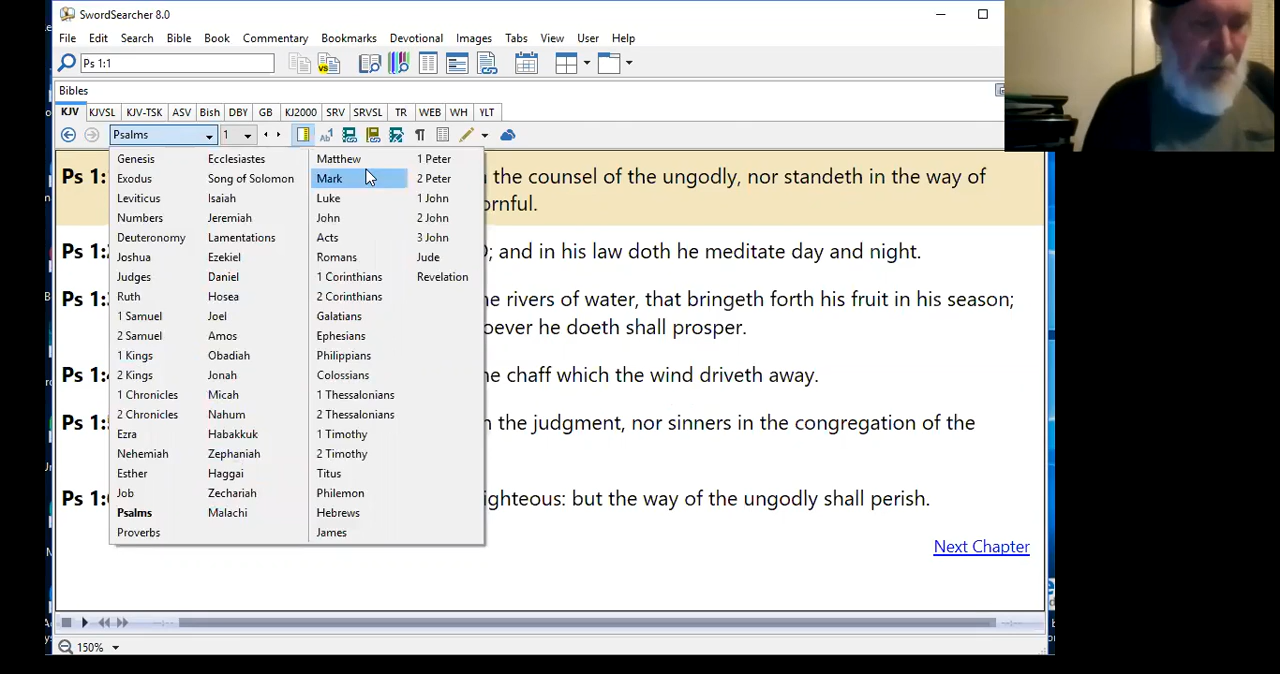 SwordSearcher 8.0
File Edit Search Bible Book Commentary Bookmarks Devotional Images Tabs View User Help
Ps 1:1
Bibles
KJV KJVSL KJV-TSK ASV Bish DBY GB KJ2000 SRV SRVSL TR WEB WH YLT
Psalms 1
Genesis Ecclesiastes Matthew 1 Peter
Exodus Song of Solomon Mark 2 Peter
Leviticus Isaiah Luke 1 John
Numbers Jeremiah John 2 John
Deuteronomy Lamentations Acts 3 John
Joshua Ezekiel Romans Jude
Judges Daniel 1 Corinthians Revelation
Ruth Hosea 2 Corinthians
1 Samuel Joel Galatians
2 Samuel Amos Ephesians
1 Kings Obadiah Philippians
2 Kings Jonah Colossians
1 Chronicles Micah 1 Thessalonians
2 Chronicles Nahum 2 Thessalonians
Ezra Habakkuk 1 Timothy
Nehemiah Zephaniah 2 Timothy
Esther Haggai Titus
Job Zechariah Philemon
Psalms Malachi Hebrews
Proverbs James
Ps 1: the counsel of the ungodly, nor standeth in the way of
ornful.
Ps 1:2 ; and in his law doth he meditate day and night.
Ps 1:3 rivers of water, that bringeth forth his fruit in his season;
oever he doeth shall prosper.
Ps 1:4 chaff which the wind driveth away.
Ps 1:5 the judgment, nor sinners in the congregation of the
Ps 1:6 ighteous: but the way of the ungodly shall perish.
Next Chapter
150%